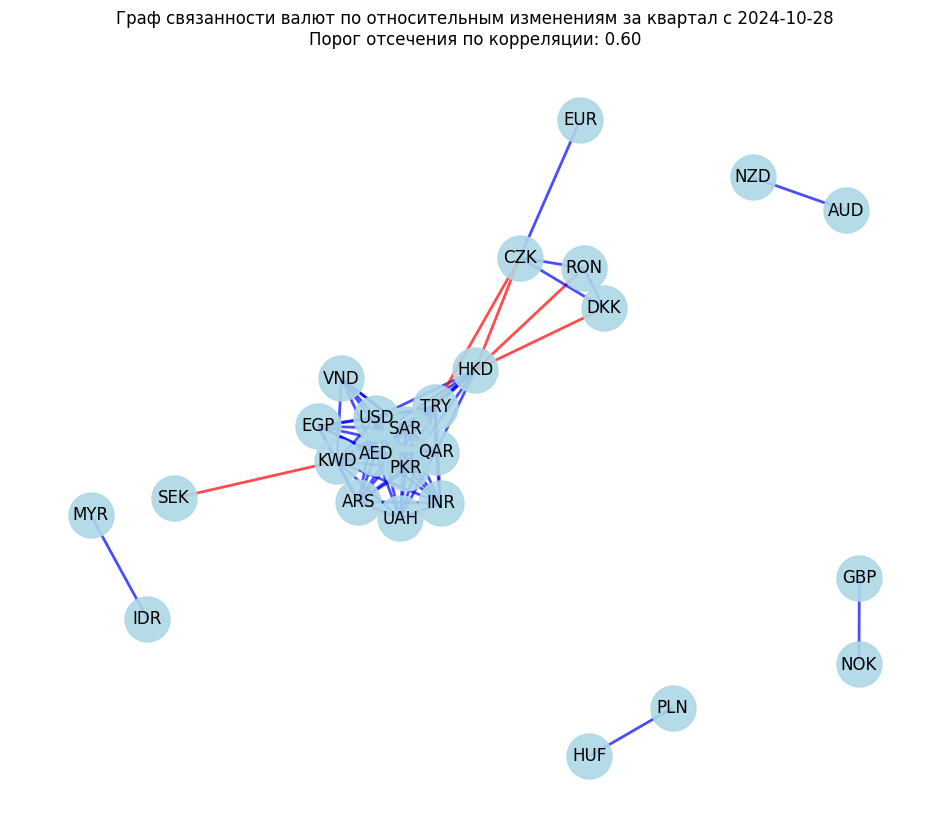 Граф связанности валют по относительным изменениям за квартал с 2024-10-28
Порог отсечения по корреляции: 0.60
EUR
NZD
AUD
CZK
RON
DKK
HKD
VND
TRY
USD
EGP
SAR
QAR
AED
KWD
PKR
SEK
ARS
INR
MYR
UAH
GBP
IDR
NOK
PLN
HUF